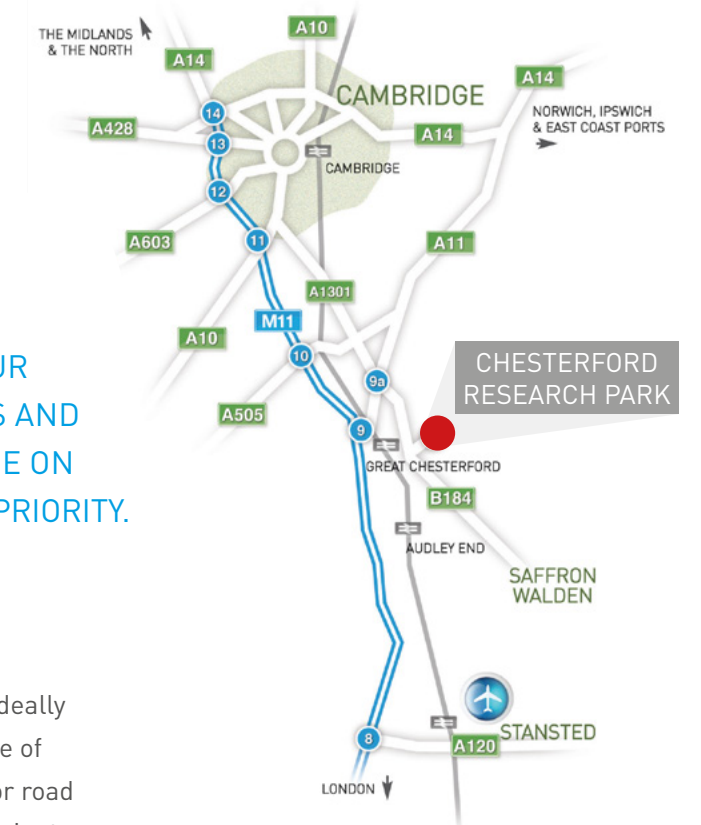 THE MIDLANDS
& THE NORTH
A10
A14
CAMBRIDGE
A14
NORWICH, IPSWICH
& EAST COAST PORTS
14
A428
13
A14
CAMBRIDGE
12
A603
11
A11
A1301
M11
A10
10
CHESTERFORD
RESEARCH PARK
9a
A505
9
GREAT CHESTERFORD
B184
AUDLEY END
SAFFRON
WALDEN
STANSTED
8
A120
LONDON
UR
S AND
E ON
PRIORITY.
deally
e of
or road